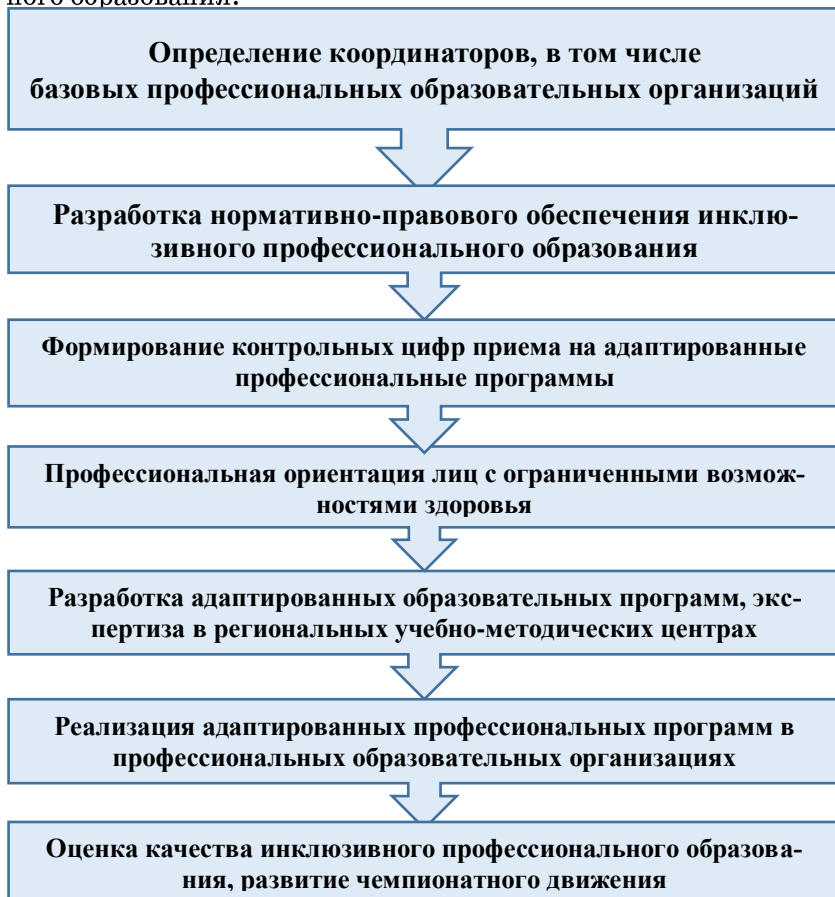 ного образования:
Определение координаторов, в том числе
базовых профессиональных образовательных организаций
Разработка нормативно-правового обеспечения инклю-
зивного профессионального образования
Формирование контрольных цифр приема на адаптированные
профессиональные программы
Профессиональная ориентация лиц с ограниченными возмож-
ностями здоровья
Разработка адаптированных образовательных программ, экс-
пертиза в региональных учебно-методических центрах
Реализация адаптированных профессиональных программ в
профессиональных образовательных организациях
Оценка качества инклюзивного профессионального образова-
ния, развитие чемпионатного движения